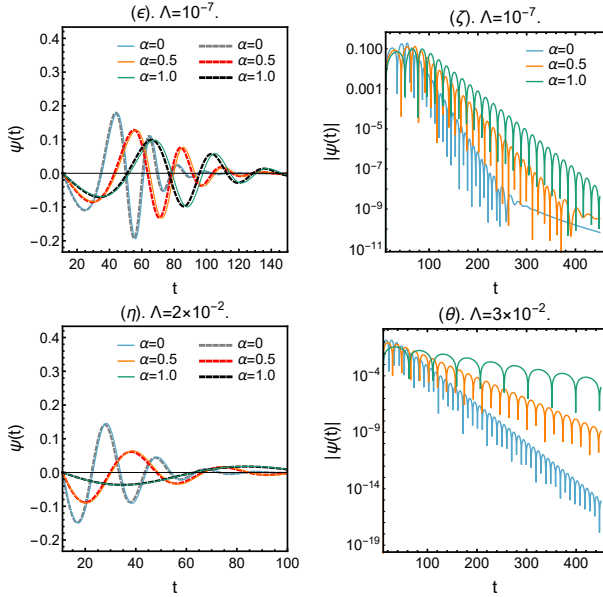 (ϵ). Λ=10⁻⁷.
0.4
0.2
0.1
0.0
-0.1
-0.2
ψ(t)
α=0 α=0
α=0.5 α=0.5
α=1.0 α=1.0
20 40 60 80 100 120 140
t
(ζ). Λ=10⁻⁷.
0.100
0.001
10⁻⁵
10⁻⁷
10⁻⁹
10⁻¹¹
|ψ(t)|
α=0
α=0.5
α=1.0
100 200 300 400
t
(η). Λ=2×10⁻².
0.4
0.2
0.1
0.0
-0.1
-0.2
ψ(t)
α=0 α=0
α=0.5 α=0.5
α=1.0 α=1.0
20 40 60 80 100
t
(θ). Λ=3×10⁻².
10⁻⁴
10⁻⁹
10⁻¹⁴
10⁻¹⁹
|ψ(t)|
α=0
α=0.5
α=1.0
100 200 300 400
t